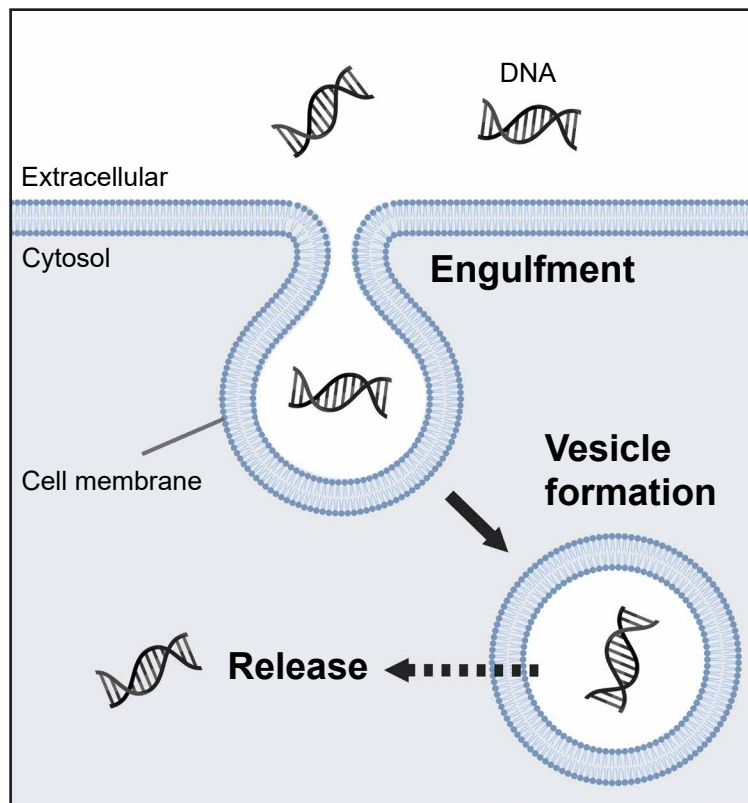 DNA
Extracellular
Cytosol
Engulfment
Cell membrane
Vesicle
formation
Release